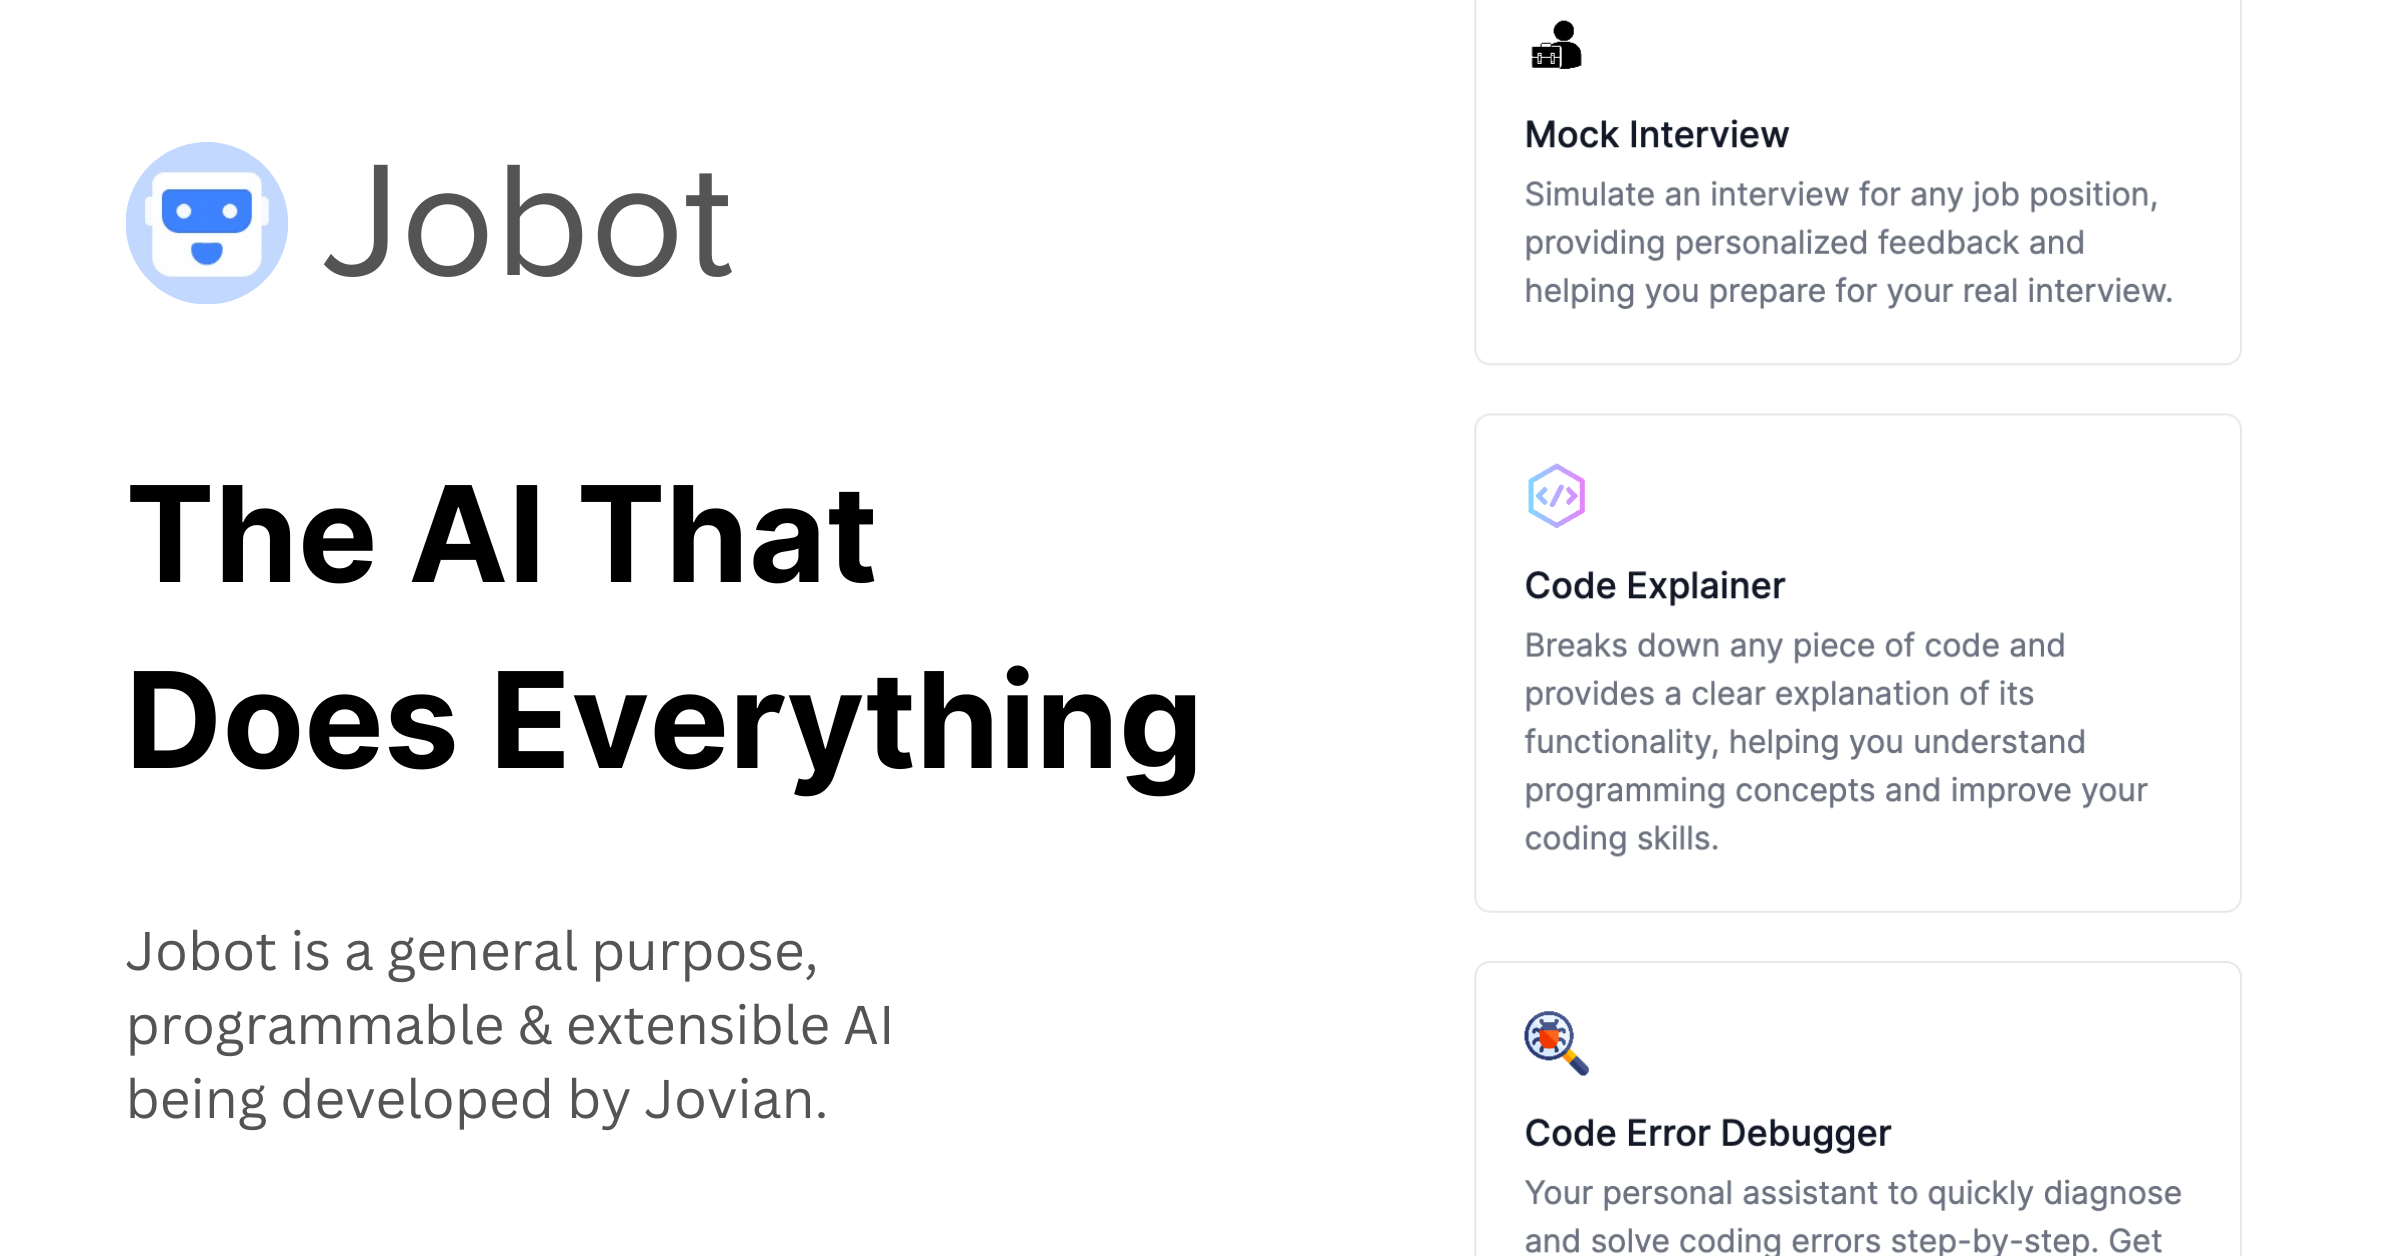 Jobot
The AI That
Does Everything
Jobot is a general purpose,
programmable & extensible AI
being developed by Jovian.
Mock Interview
Simulate an interview for any job position,
providing personalized feedback and
helping you prepare for your real interview.
Code Explainer
Breaks down any piece of code and
provides a clear explanation of its
functionality, helping you understand
programming concepts and improve your
coding skills.
Code Error Debugger
Your personal assistant to quickly diagnose
and solve coding errors step-by-step. Get